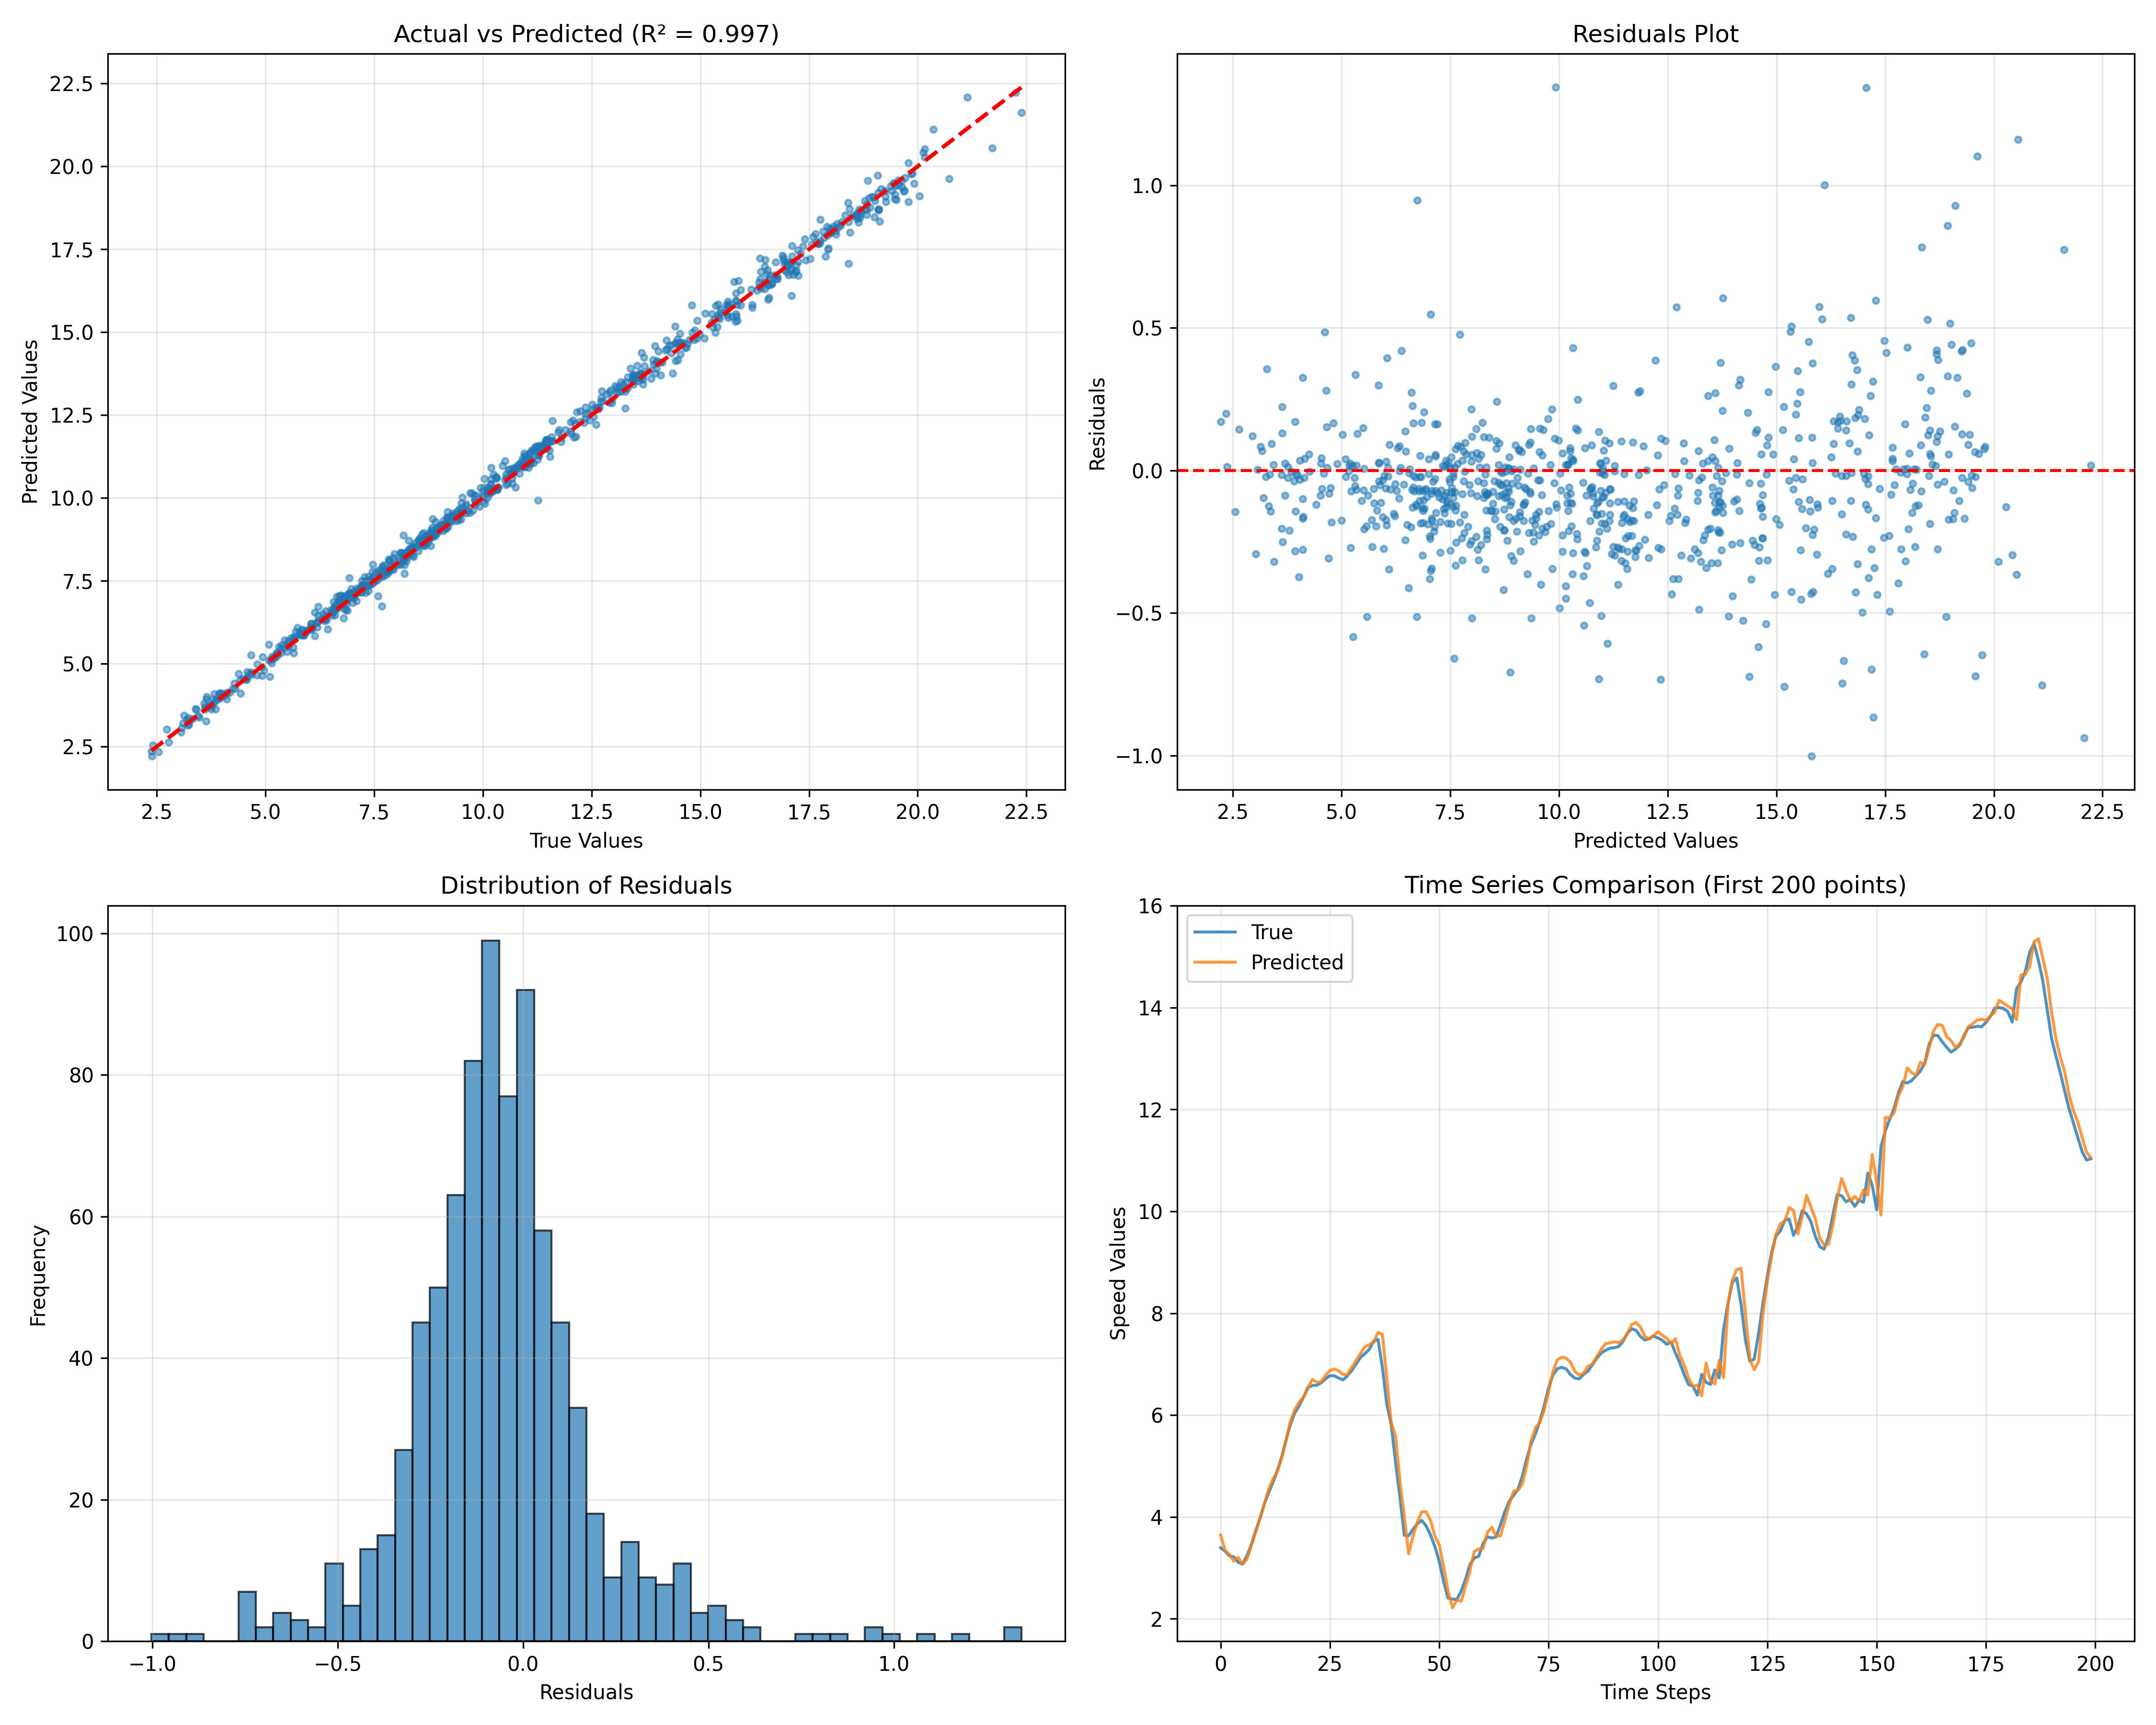 Actual vs Predicted (R² = 0.997)
22.5
20.0
17.5
15.0
12.5
10.0
7.5
5.0
2.5
Predicted Values
2.5 5.0 7.5 10.0 12.5 15.0 17.5 20.0 22.5
True Values
Residuals Plot
1.0
0.5
0.0
−0.5
−1.0
Residuals
2.5 5.0 7.5 10.0 12.5 15.0 17.5 20.0 22.5
Predicted Values
Distribution of Residuals
100
80
60
40
20
0
Frequency
−1.0 −0.5 0.0 0.5 1.0
Residuals
Time Series Comparison (First 200 points)
True
Predicted
16
14
12
10
8
6
4
2
Speed Values
0 25 50 75 100 125 150 175 200
Time Steps